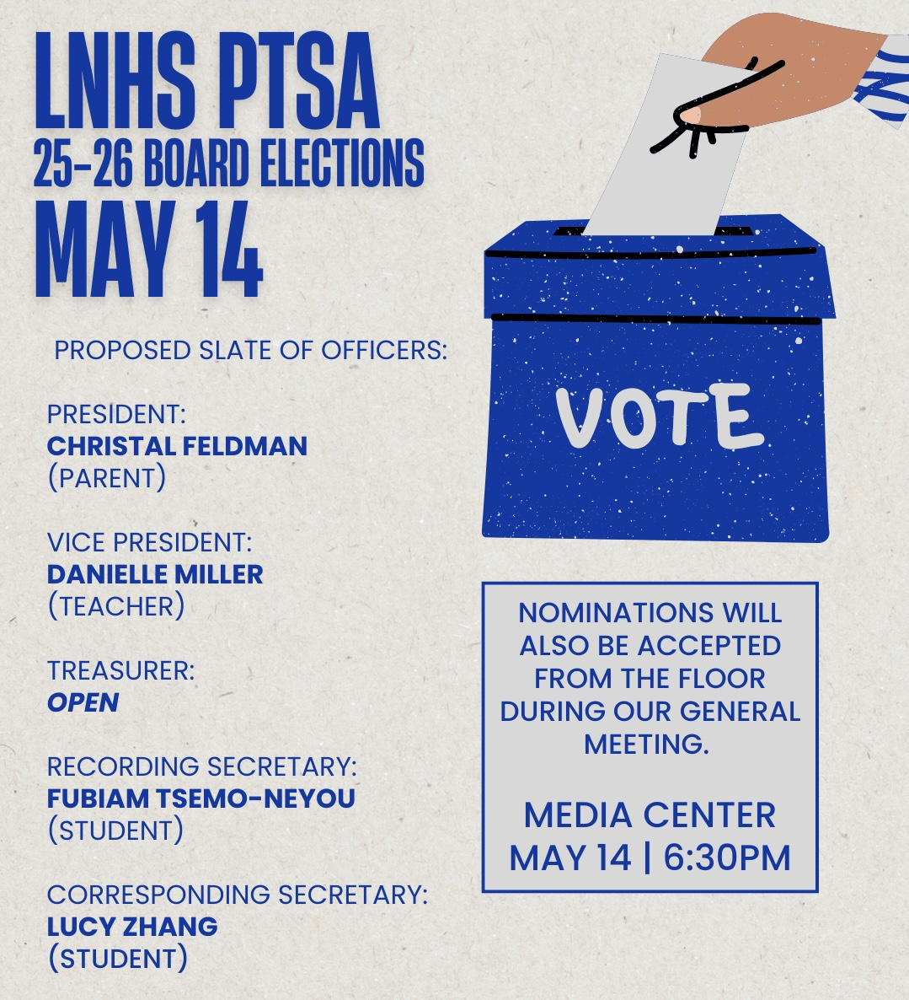 LNHS PTSA
25-26 BOARD ELECTIONS
MAY 14
PROPOSED SLATE OF OFFICERS:
PRESIDENT:
CHRISTAL FELDMAN
(PARENT)
VICE PRESIDENT:
DANIELLE MILLER
(TEACHER)
TREASURER:
OPEN
RECORDING SECRETARY:
FUBIAM TSEMO-NEYOU
(STUDENT)
CORRESPONDING SECRETARY:
LUCY ZHANG
(STUDENT)
VOTE
NOMINATIONS WILL
ALSO BE ACCEPTED
FROM THE FLOOR
DURING OUR GENERAL
MEETING.
MEDIA CENTER
MAY 14 | 6:30PM